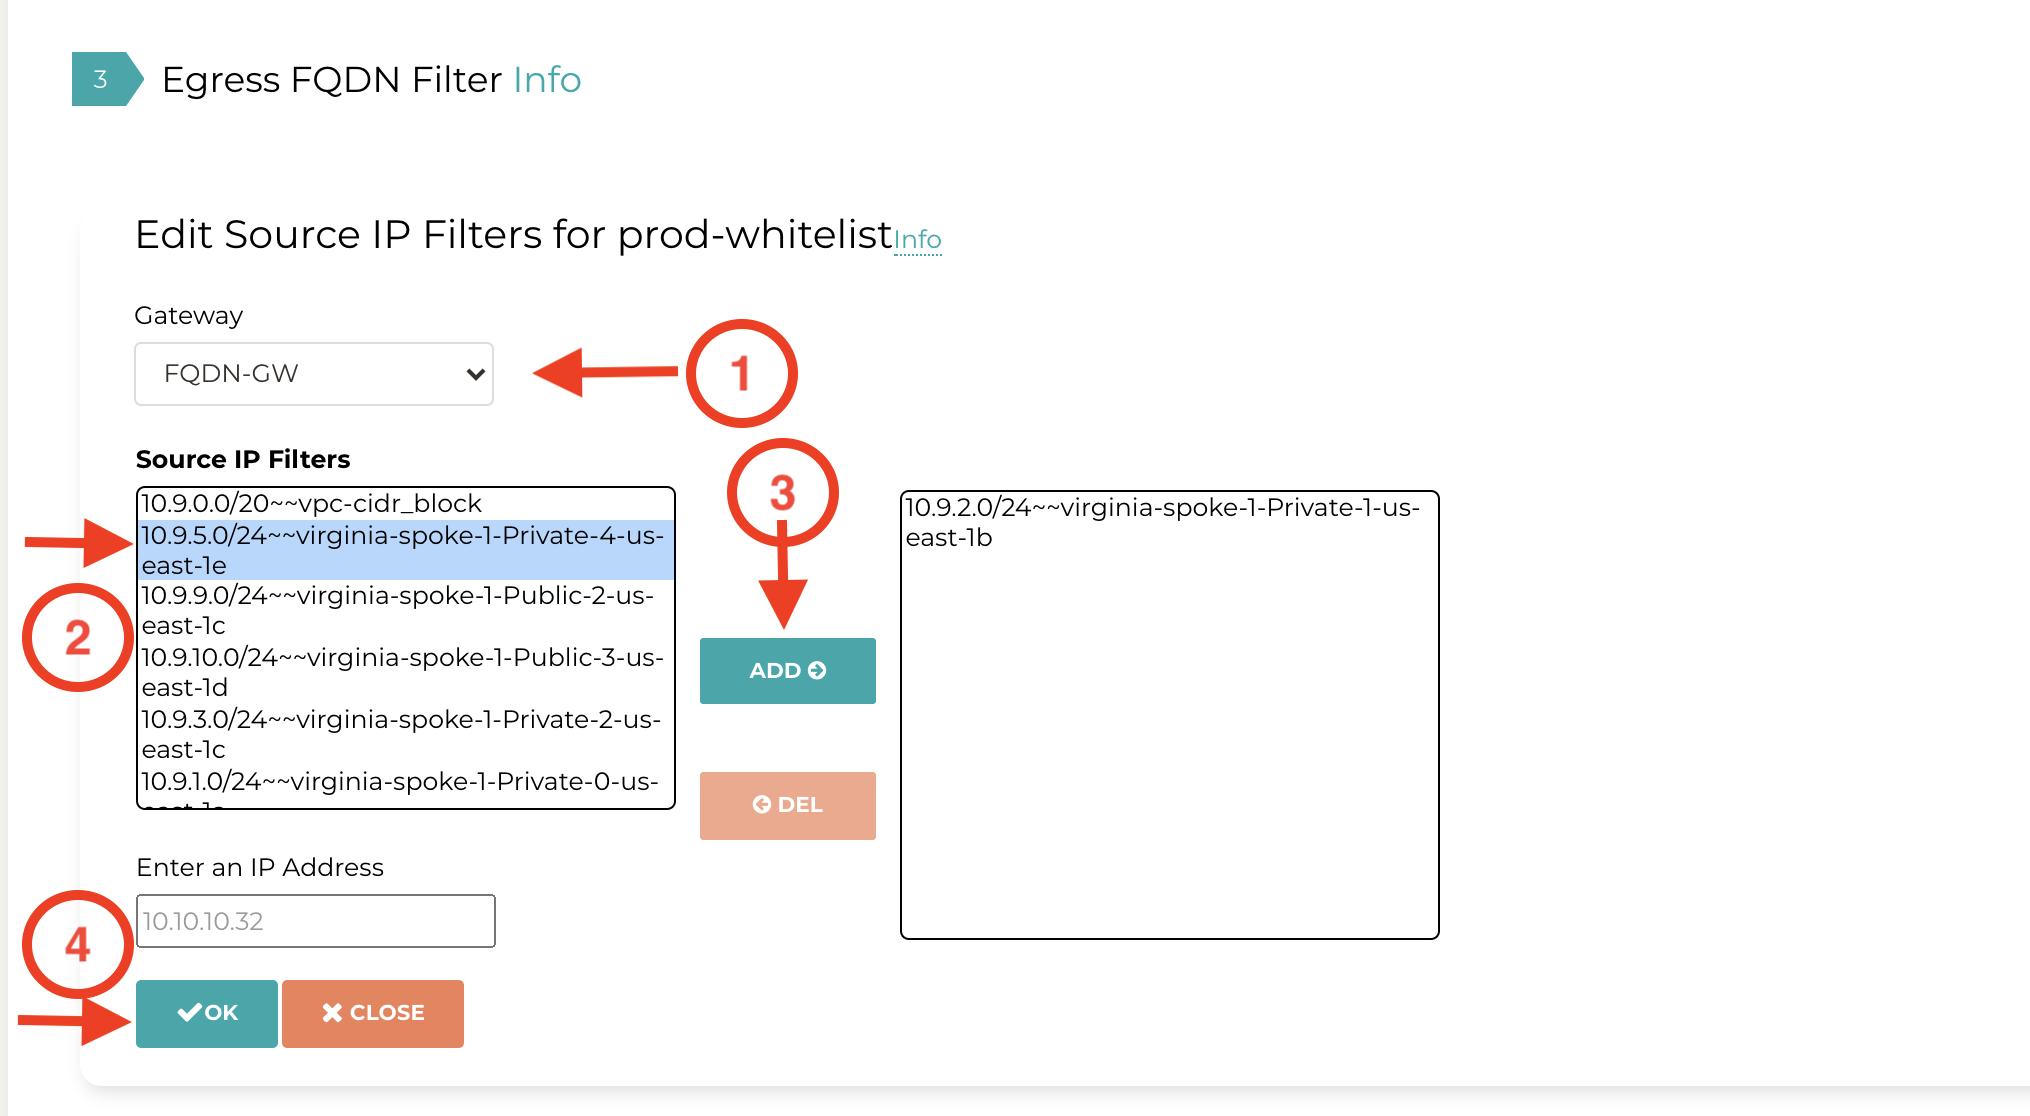 3
Egress FQDN Filter Info
Edit Source IP Filters for prod-whitelistInfo
Gateway
FQDN-GW
1
Source IP Filters
10.9.0.0/20~~vpc-cidr_block
10.9.5.0/24~~virginia-spoke-1-Private-4-us-
east-1e
10.9.9.0/24~~virginia-spoke-1-Public-2-us-
east-1c
10.9.10.0/24~~virginia-spoke-1-Public-3-us-
east-1d
10.9.3.0/24~~virginia-spoke-1-Private-2-us-
east-1c
10.9.1.0/24~~virginia-spoke-1-Private-0-us-
2
3
ADD
DEL
10.9.2.0/24~~virginia-spoke-1-Private-1-us-
east-1b
Enter an IP Address
10.10.10.32
4
OK
CLOSE